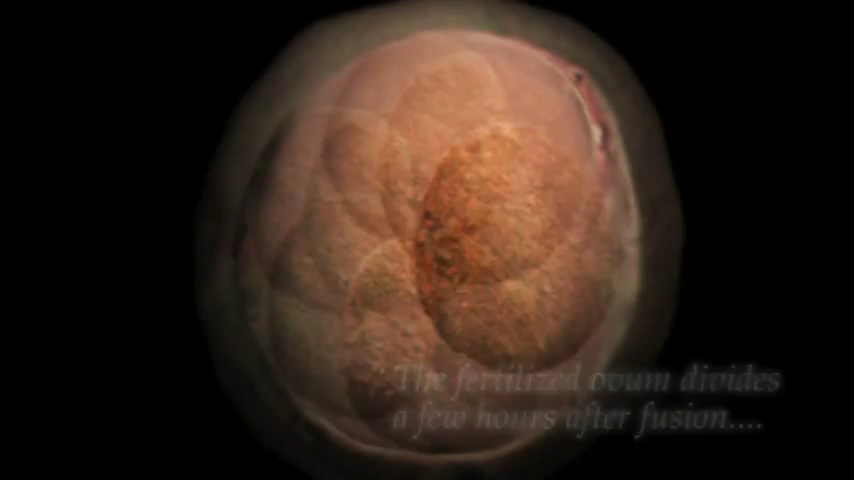 The fertilized ovum divides
a few hours after fusion....